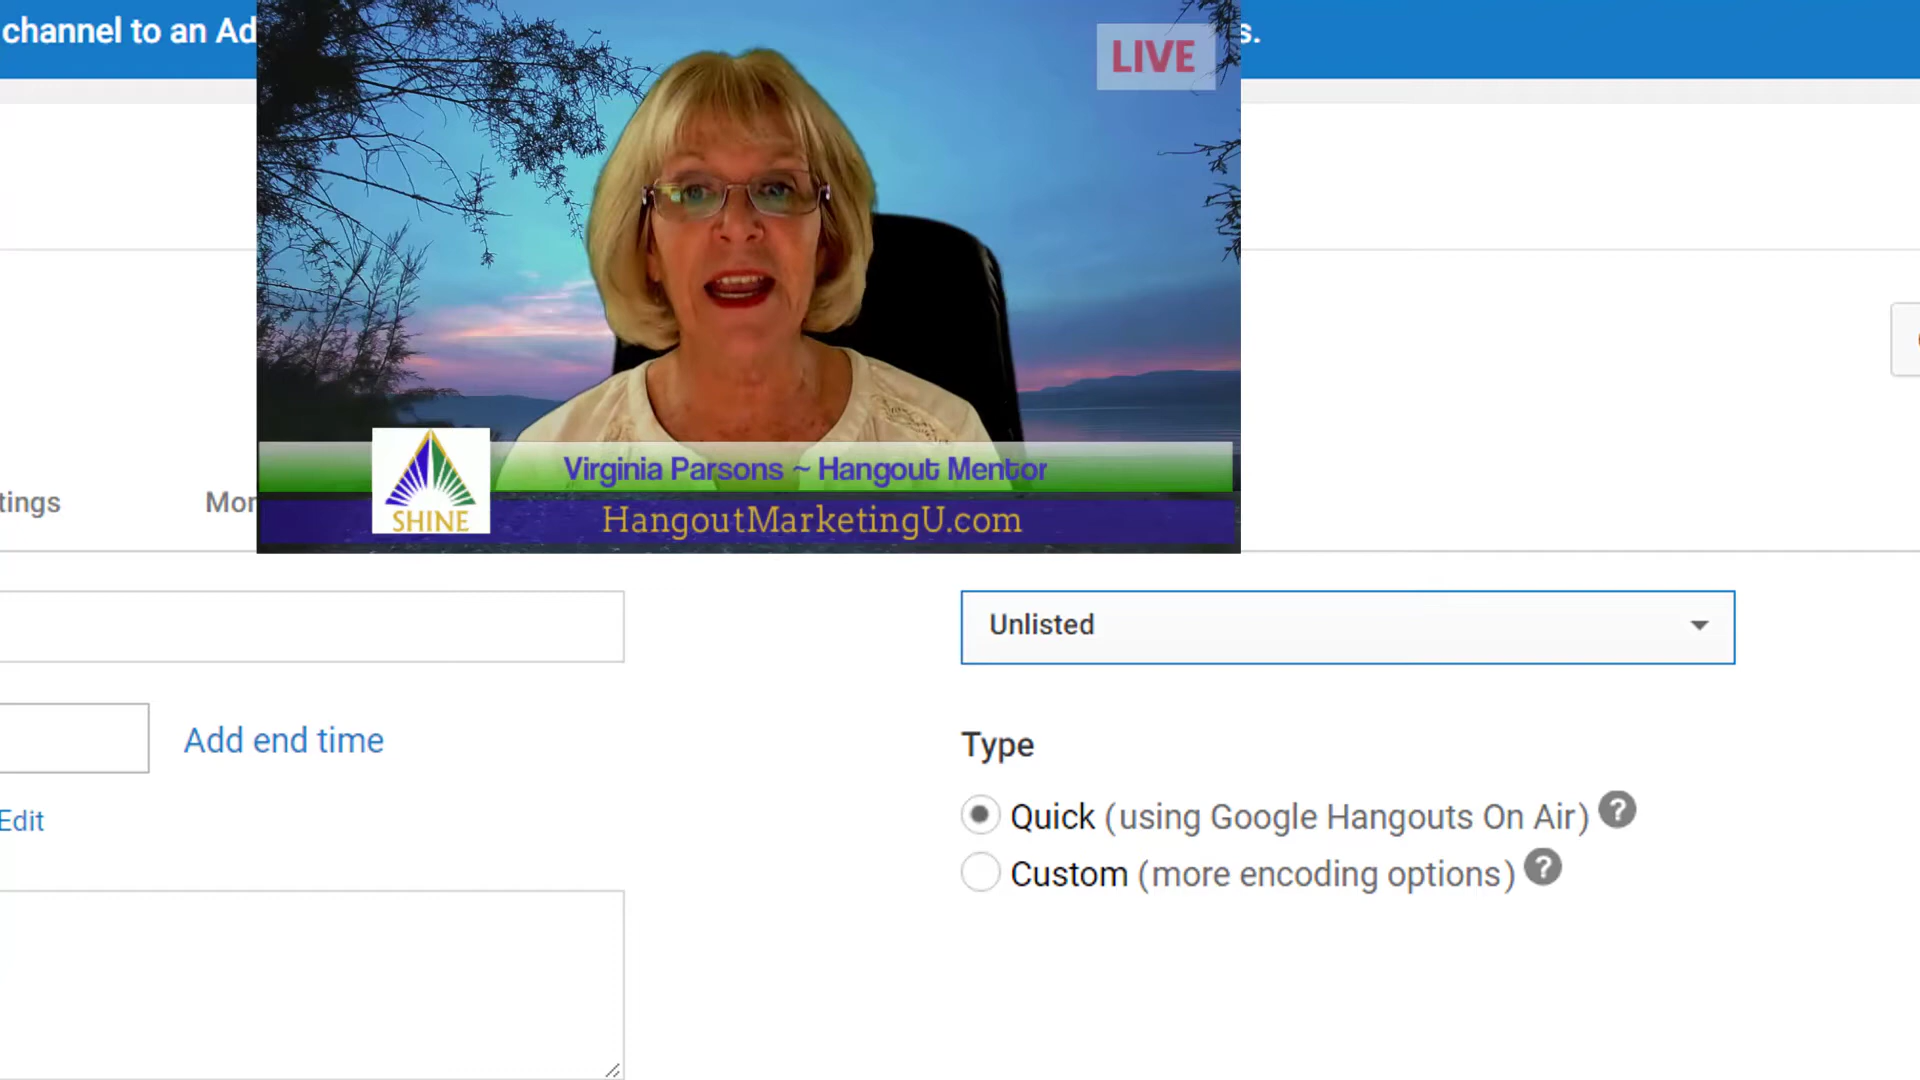 channel to an Ad
s.
LIVE
Virginia Parsons ~ Hangout Mentor
SHINE
HangoutMarketingU.com
tings
Mor
Unlisted
Add end time
Type
Edit
Quick (using Google Hangouts On Air) ?
Custom (more encoding options) ?